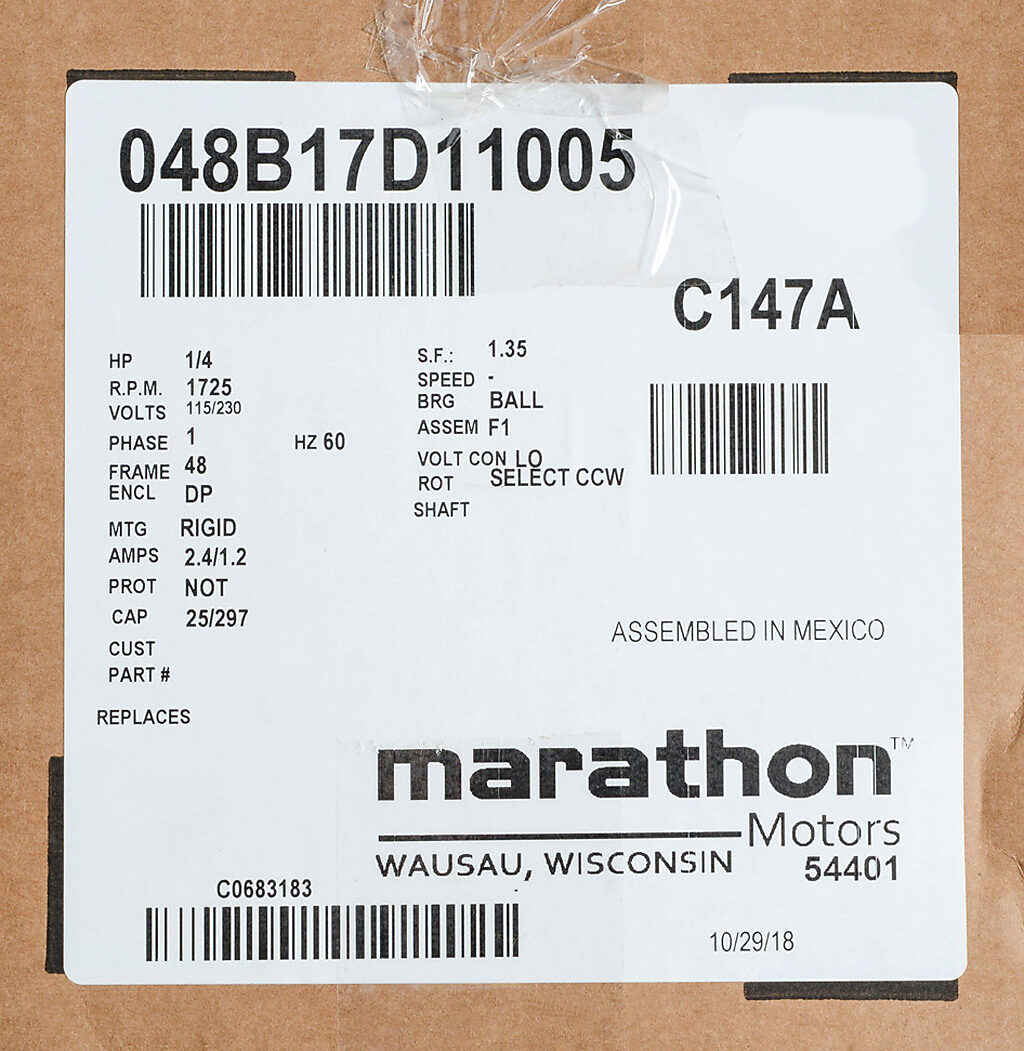 048B17D11005
C147A
HP 1/4
R.P.M. 1725
VOLTS 115/230
PHASE 1 HZ 60
FRAME 48
ENCL DP
MTG RIGID
AMPS 2.4/1.2
PROT NOT
CAP 25/297
CUST
PART #
REPLACES
S.F.: 1.35
SPEED -
BRG BALL
ASSEM F1
VOLT CON LO
ROT SELECT CCW
SHAFT
ASSEMBLED IN MEXICO
marathon™
Motors
WAUSAU, WISCONSIN 54401
C0683183
10/29/18